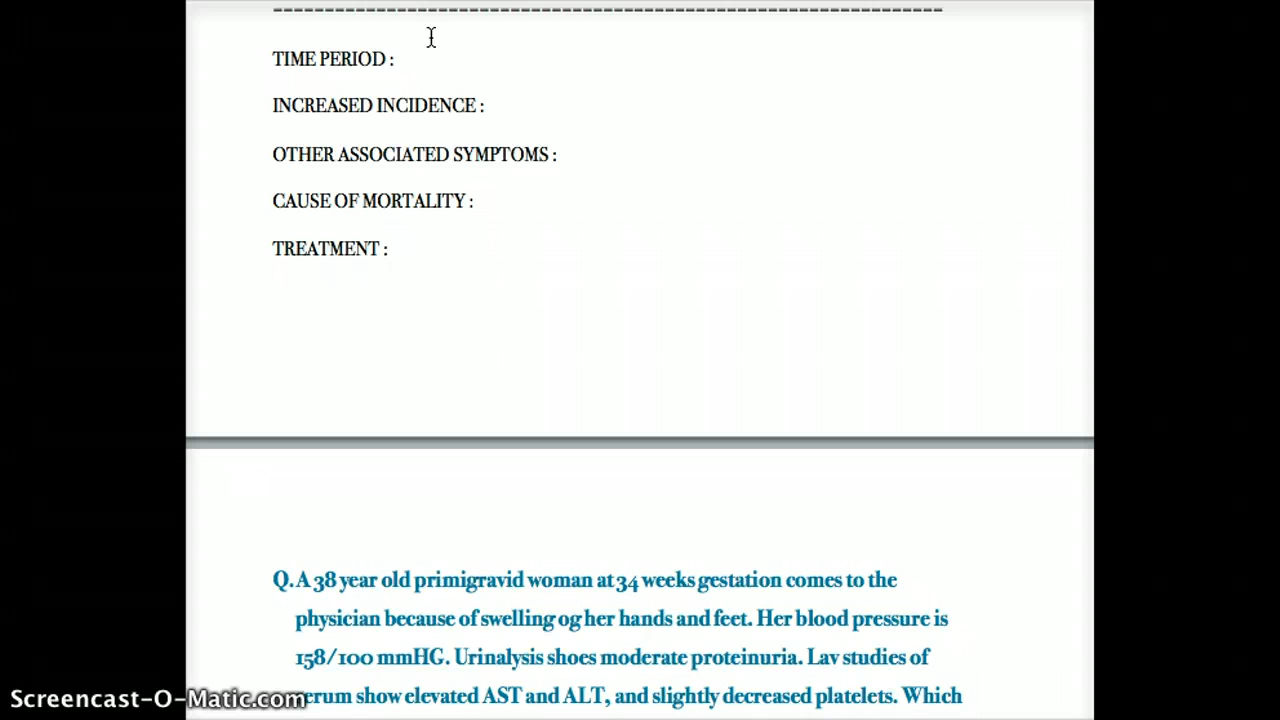 TIME PERIOD :
INCREASED INCIDENCE :
OTHER ASSOCIATED SYMPTOMS :
CAUSE OF MORTALITY :
TREATMENT :
Q. A 38 year old primigravid woman at 34 weeks gestation comes to the
physician because of swelling og her hands and feet. Her blood pressure is
158/100 mmHG. Urinalysis shoes moderate proteinuria. Lav studies of
serum show elevated AST and ALT, and slightly decreased platelets. Which
Screencast-O-Matic.com